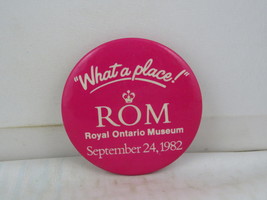 "What a place!"
ROM
Royal Ontario Museum
September 24, 1982